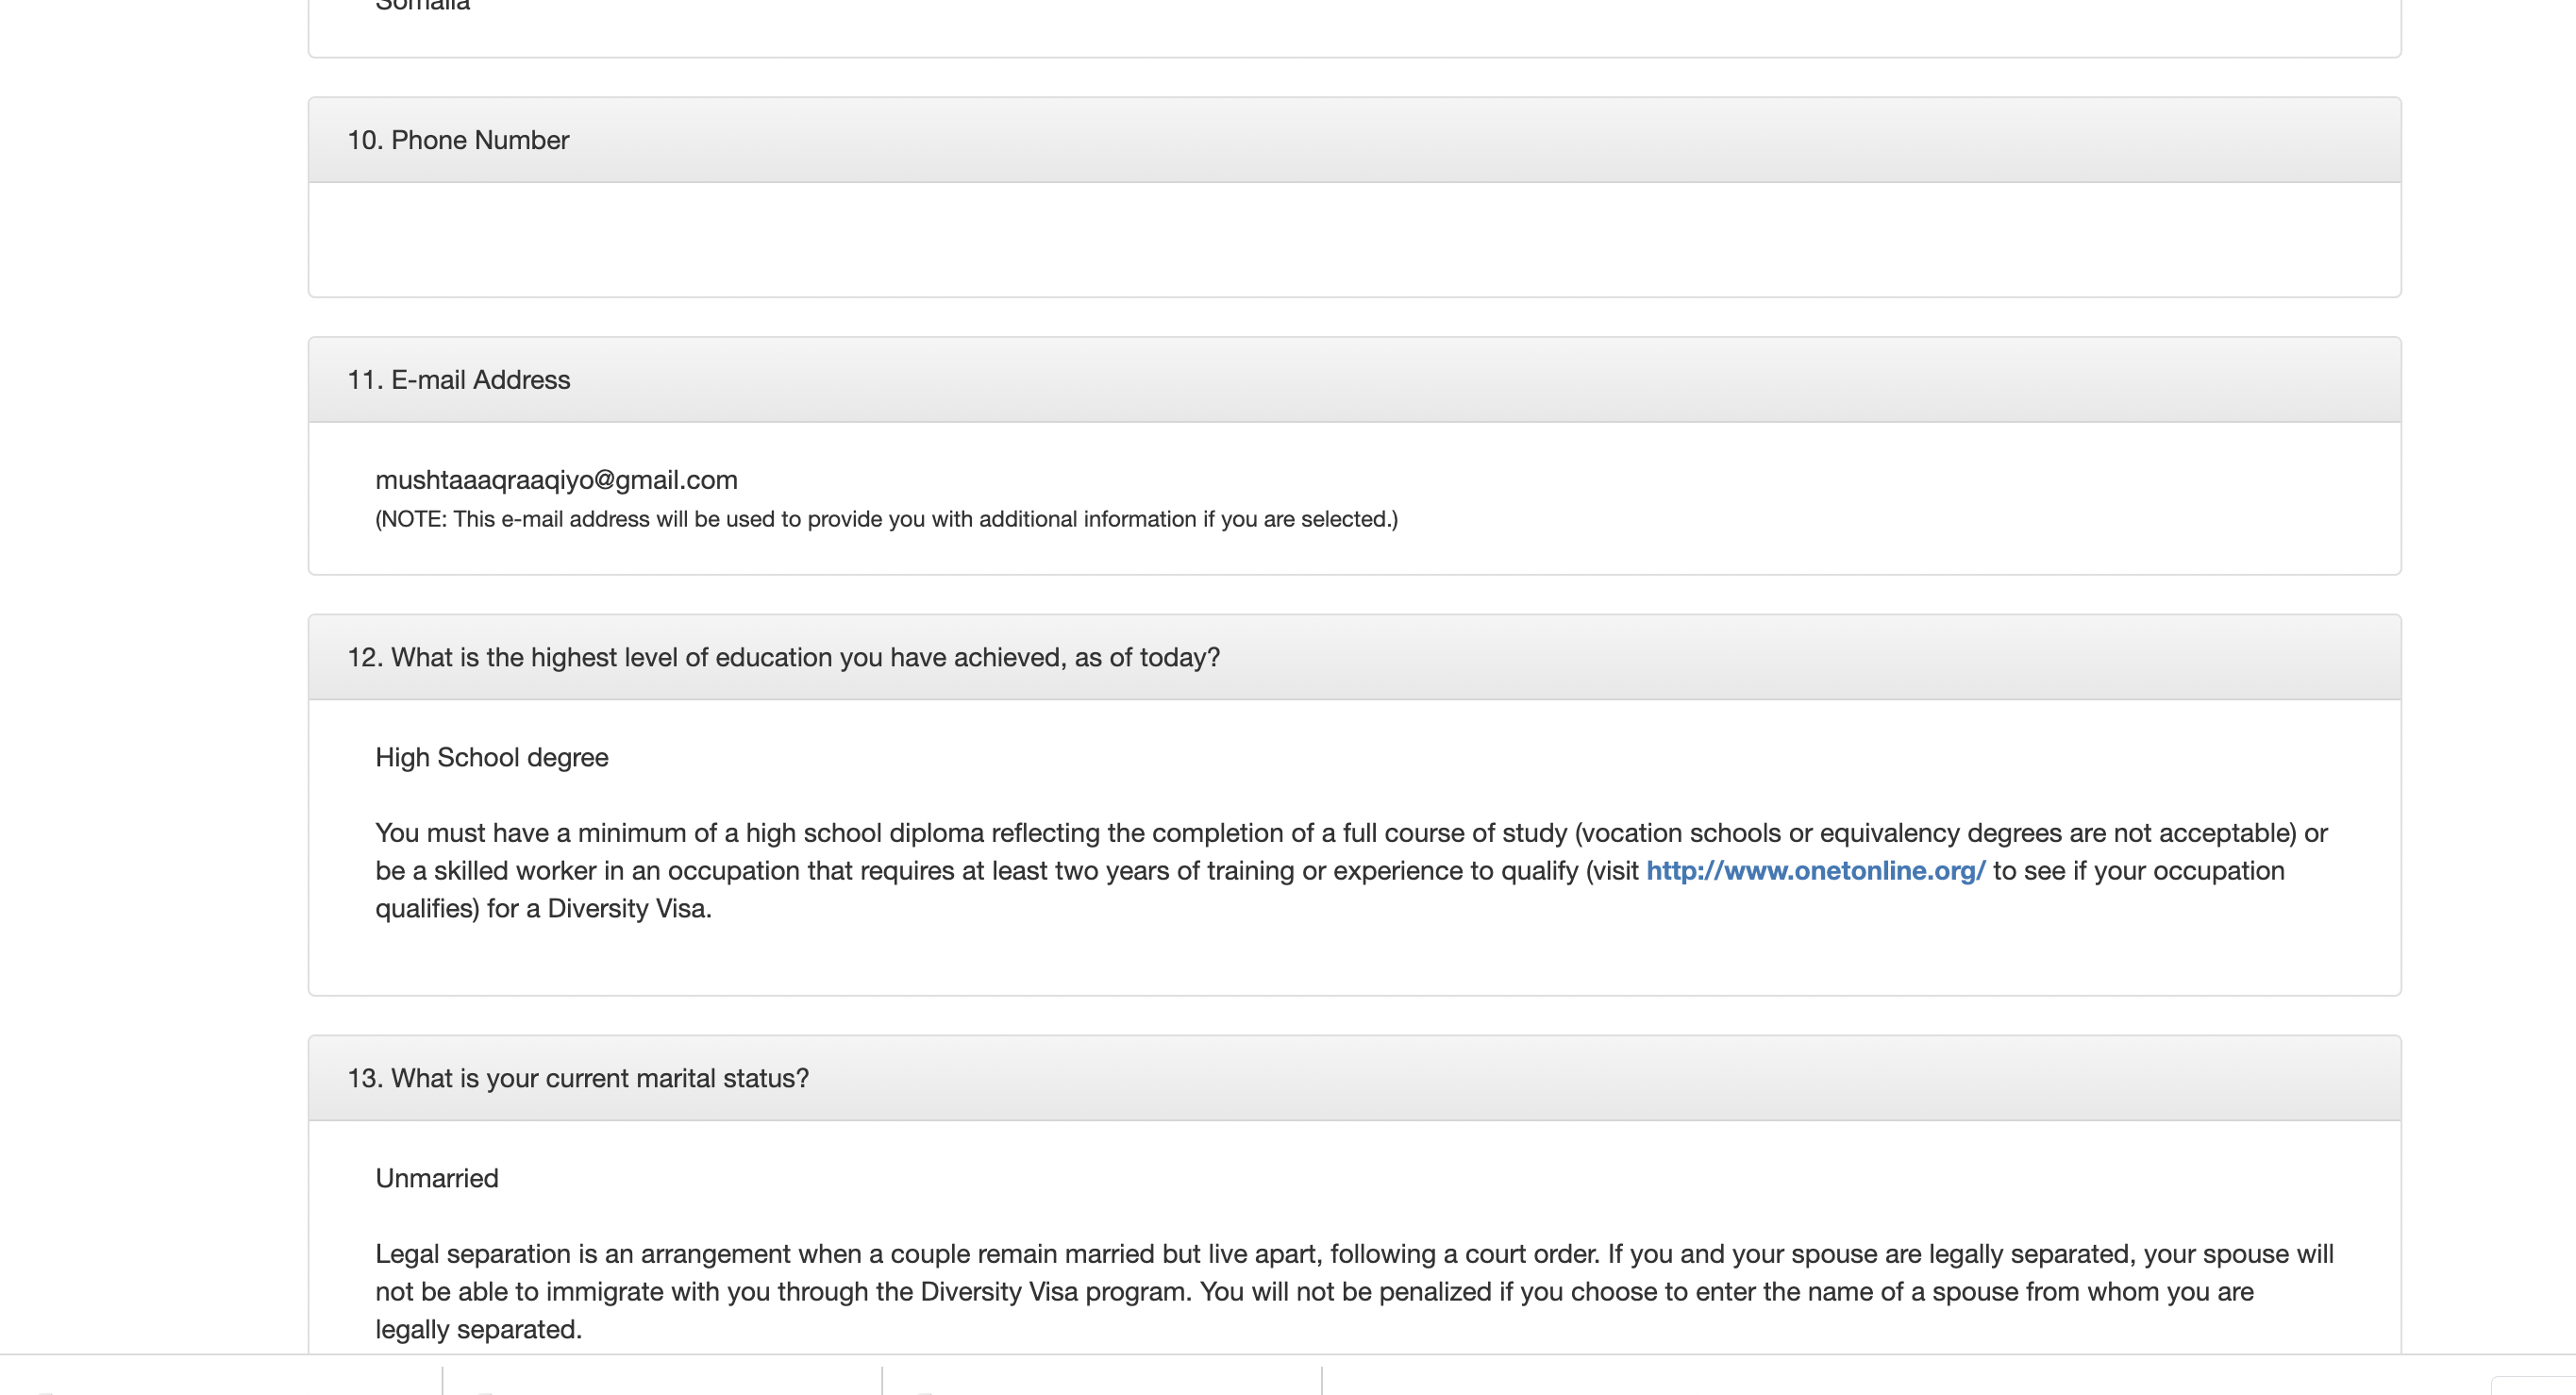 Somalia
10. Phone Number
11. E-mail Address
mushtaaaqraaqiyo@gmail.com
(NOTE: This e-mail address will be used to provide you with additional information if you are selected.)
12. What is the highest level of education you have achieved, as of today?
High School degree
You must have a minimum of a high school diploma reflecting the completion of a full course of study (vocation schools or equivalency degrees are not acceptable) or
be a skilled worker in an occupation that requires at least two years of training or experience to qualify (visit http://www.onetonline.org/ to see if your occupation
qualifies) for a Diversity Visa.
13. What is your current marital status?
Unmarried
Legal separation is an arrangement when a couple remain married but live apart, following a court order. If you and your spouse are legally separated, your spouse will
not be able to immigrate with you through the Diversity Visa program. You will not be penalized if you choose to enter the name of a spouse from whom you are
legally separated.